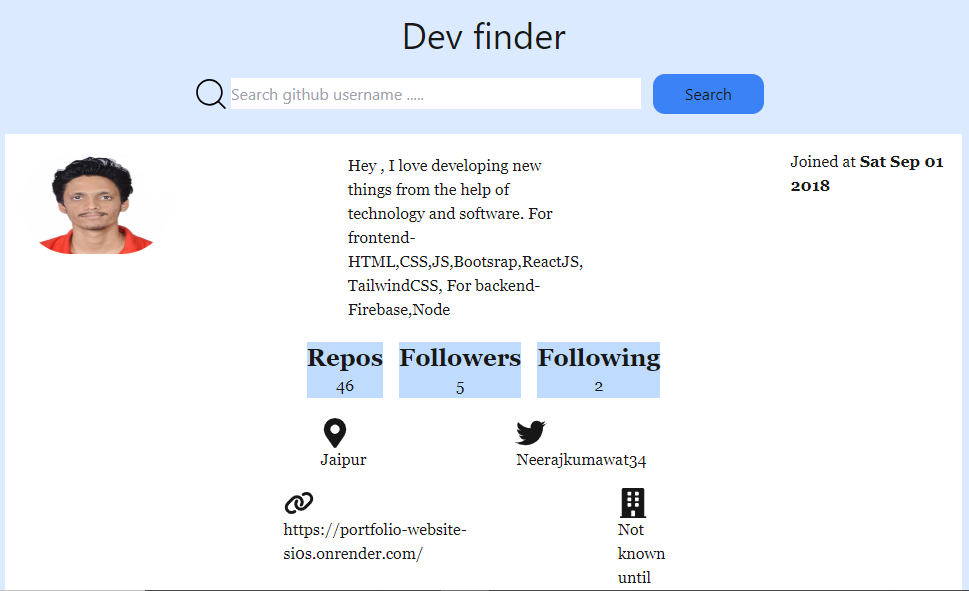 Dev finder
Search github username .....
Search
Hey , I love developing new
things from the help of
technology and software. For
frontend-
HTML,CSS,JS,Bootsrap,ReactJS,
TailwindCSS, For backend-
Firebase,Node
Joined at Sat Sep 01
2018
Repos Followers Following
46 5 2
Jaipur Neerajkumawat34
https://portfolio-website-
si0s.onrender.com/
Not
known
until